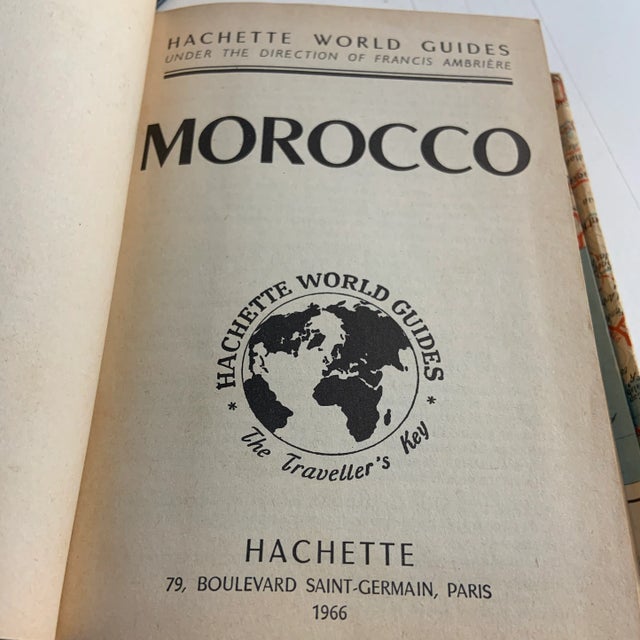 HACHETTE WORLD GUIDES
UNDER THE DIRECTION OF FRANCIS AMBRIÈRE
MOROCCO
HACHETTE WORLD GUIDES
* The Traveller's Key *
HACHETTE
79, BOULEVARD SAINT-GERMAIN, PARIS
1966